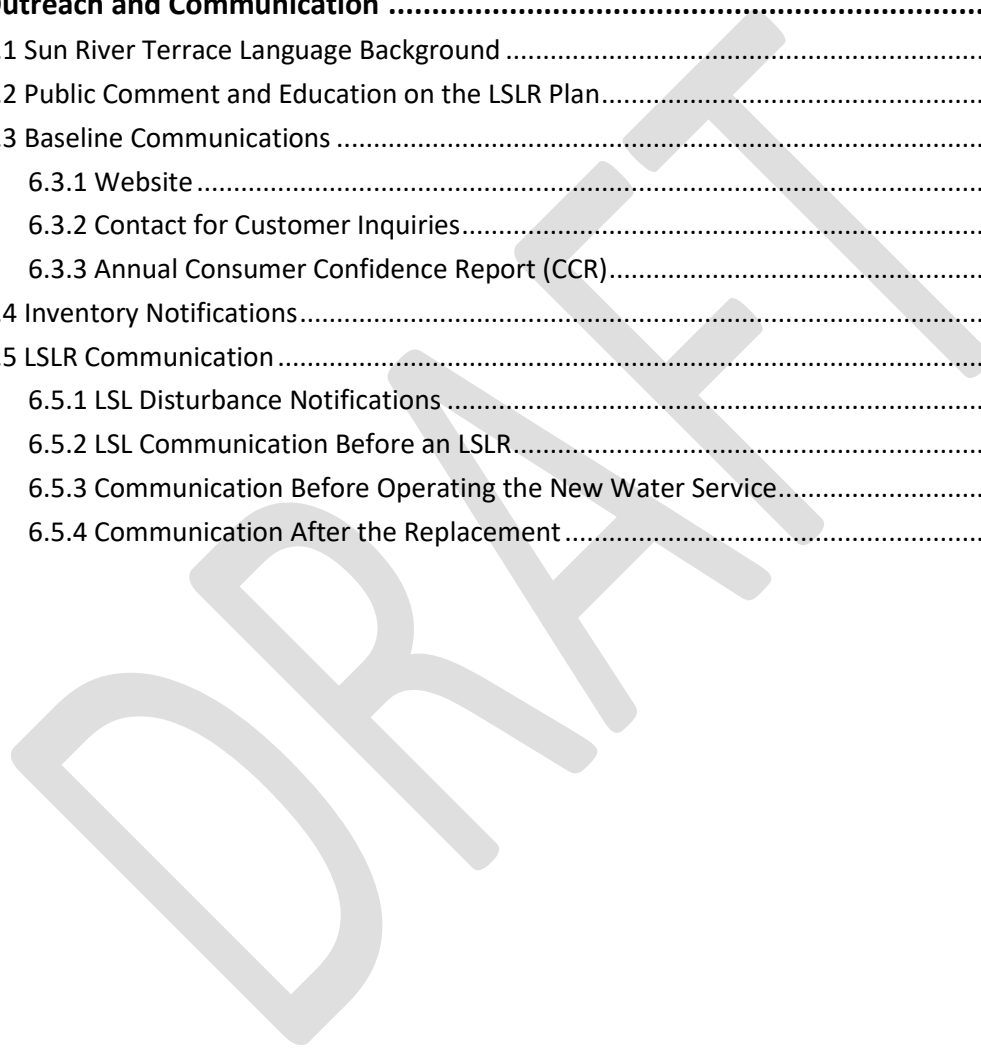 Outreach and Communication ......................................................................
.1 Sun River Terrace Language Background ......................................................................
.2 Public Comment and Education on the LSLR Plan......................................................................
.3 Baseline Communications ......................................................................
6.3.1 Website ......................................................................
6.3.2 Contact for Customer Inquiries......................................................................
6.3.3 Annual Consumer Confidence Report (CCR)......................................................................
.4 Inventory Notifications......................................................................
.5 LSLR Communication ......................................................................
6.5.1 LSL Disturbance Notifications ......................................................................
6.5.2 LSL Communication Before an LSLR......................................................................
6.5.3 Communication Before Operating the New Water Service......................................................................
6.5.4 Communication After the Replacement ......................................................................
DRAFT